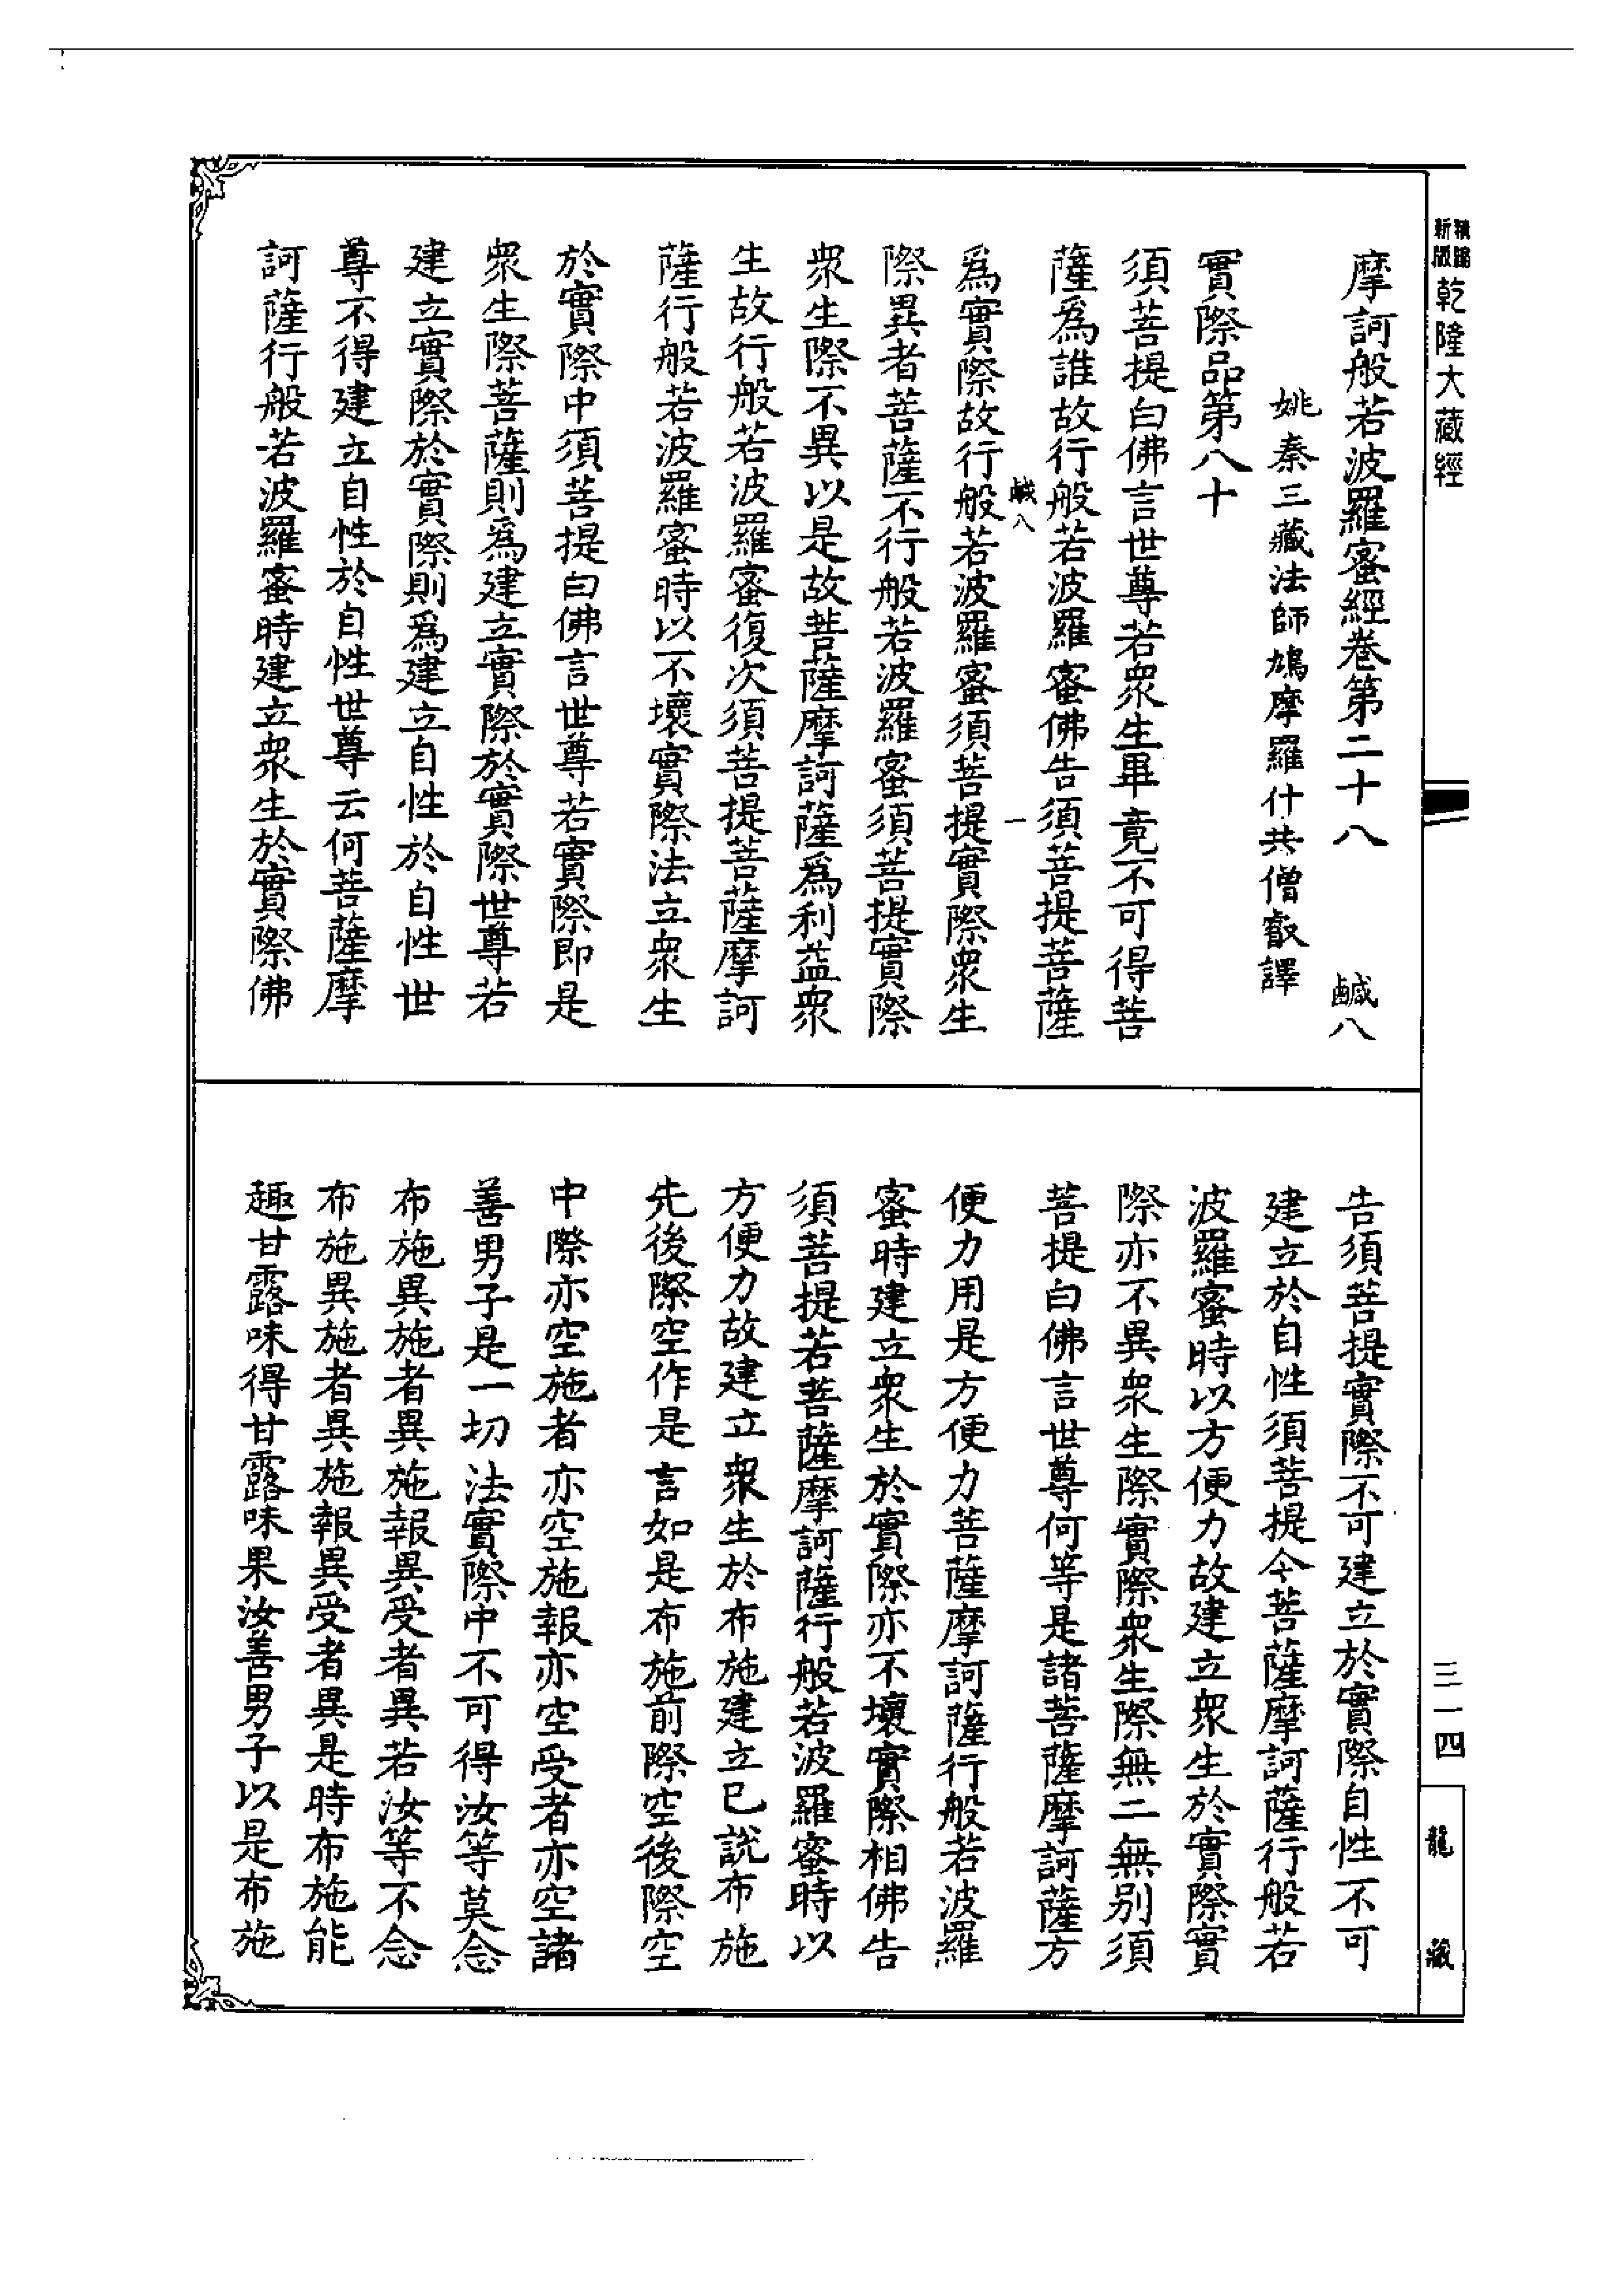 新版
乾隆大藏經
摩訶般若波羅蜜經卷第二十八 鹹八
姚秦三藏法師鳩摩羅什共僧叡譯
實際品第八十
須菩提白佛言世尊若衆生畢竟不可得菩
薩爲誰故行般若波羅蜜佛告須菩提菩薩
鹹八 一
爲實際故行般若波羅蜜須菩提實際衆生
際異者菩薩不行般若波羅蜜須菩提實際
衆生際不異以是故菩薩摩訶薩爲利益衆
生故行般若波羅蜜復次須菩提菩薩摩訶
薩行般若波羅蜜時以不壞實際法立衆生
於實際中須菩提白佛言世尊若實際即是
衆生際菩薩則爲建立實際於實際世尊若
建立實際於實際則爲建立自性於自性世
尊不得建立自性於自性世尊云何菩薩摩
訶薩行般若波羅蜜時建立衆生於實際佛
告須菩提實際不可建立於實際自性不可
建立於自性須菩提今菩薩摩訶薩行般若
波羅蜜時以方便力故建立衆生於實際實
際亦不異衆生際實際衆生際無二無別須
菩提白佛言世尊何等是諸菩薩摩訶薩方
便力用是方便力菩薩摩訶薩行般若波羅
蜜時建立衆生於實際亦不壞實際相佛告
須菩提若菩薩摩訶薩行般若波羅蜜時以
方便力故建立衆生於布施建立已說布施
先後際空作是言如是布施前際空後際空
中際亦空施者亦空施報亦空受者亦空諸
善男子是一切法實際中不可得汝等莫念
布施異施者異施報異受者異若汝等不念
布施異施者異施報異受者異是時布施能
趣甘露味得甘露味果汝善男子以是布施
三一四
龍藏